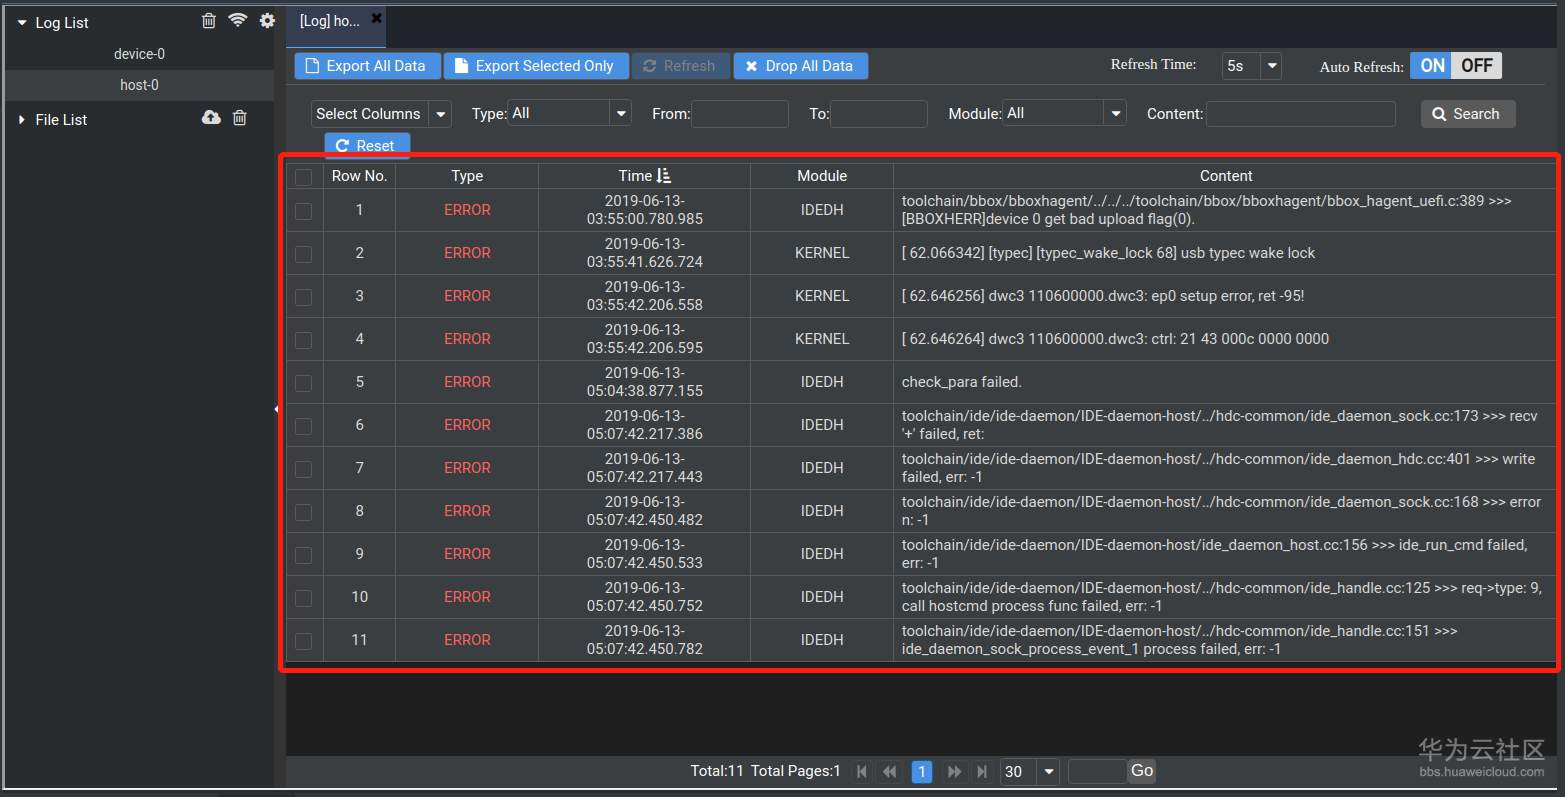 Log List
[Log] ho...
device-0
host-0
File List
Export All Data
Export Selected Only
Refresh
Drop All Data
Refresh Time:
5s
Auto Refresh:
ON
OFF
Select Columns
Type:
All
From:
To:
Module:
All
Content:
Search
Reset
Row No. Type Time Module Content
1 ERROR 2019-06-13-
03:55:00.780.985 IDEDH toolchain/bbox/bboxhagent/../../../toolchain/bbox/bboxhagent/bbox_hagent_uefi.c:389 >>>
[BBOXHERR]device 0 get bad upload flag(0).
2 ERROR 2019-06-13-
03:55:41.626.724 KERNEL [ 62.066342] [typec] [typec_wake_lock 68] usb typec wake lock
3 ERROR 2019-06-13-
03:55:42.206.558 KERNEL [ 62.646256] dwc3 110600000.dwc3: ep0 setup error, ret -95!
4 ERROR 2019-06-13-
03:55:42.206.595 KERNEL [ 62.646264] dwc3 110600000.dwc3: ctrl: 21 43 000c 0000 0000
5 ERROR 2019-06-13-
05:04:38.877.155 IDEDH check_para failed.
6 ERROR 2019-06-13-
05:07:42.217.386 IDEDH toolchain/ide/ide-daemon/IDE-daemon-host/../hdc-common/ide_daemon_sock.cc:173 >>> recv
'+' failed, ret:
7 ERROR 2019-06-13-
05:07:42.217.443 IDEDH toolchain/ide/ide-daemon/IDE-daemon-host/../hdc-common/ide_daemon_hdc.cc:401 >>> write
failed, err: -1
8 ERROR 2019-06-13-
05:07:42.450.482 IDEDH toolchain/ide/ide-daemon/IDE-daemon-host/../hdc-common/ide_daemon_sock.cc:168 >>> error
n: -1
9 ERROR 2019-06-13-
05:07:42.450.533 IDEDH toolchain/ide/ide-daemon/IDE-daemon-host/ide_daemon_host.cc:156 >>> ide_run_cmd failed,
err: -1
10 ERROR 2019-06-13-
05:07:42.450.752 IDEDH toolchain/ide/ide-daemon/IDE-daemon-host/../hdc-common/ide_handle.cc:125 >>> req->type: 9,
call hostcmd process func failed, err: -1
11 ERROR 2019-06-13-
05:07:42.450.782 IDEDH toolchain/ide/ide-daemon/IDE-daemon-host/../hdc-common/ide_handle.cc:151 >>>
ide_daemon_sock_process_event_1 process failed, err: -1
Total:11 Total Pages:1
1
30
Go
华为云社区
bbs.huaweicloud.com